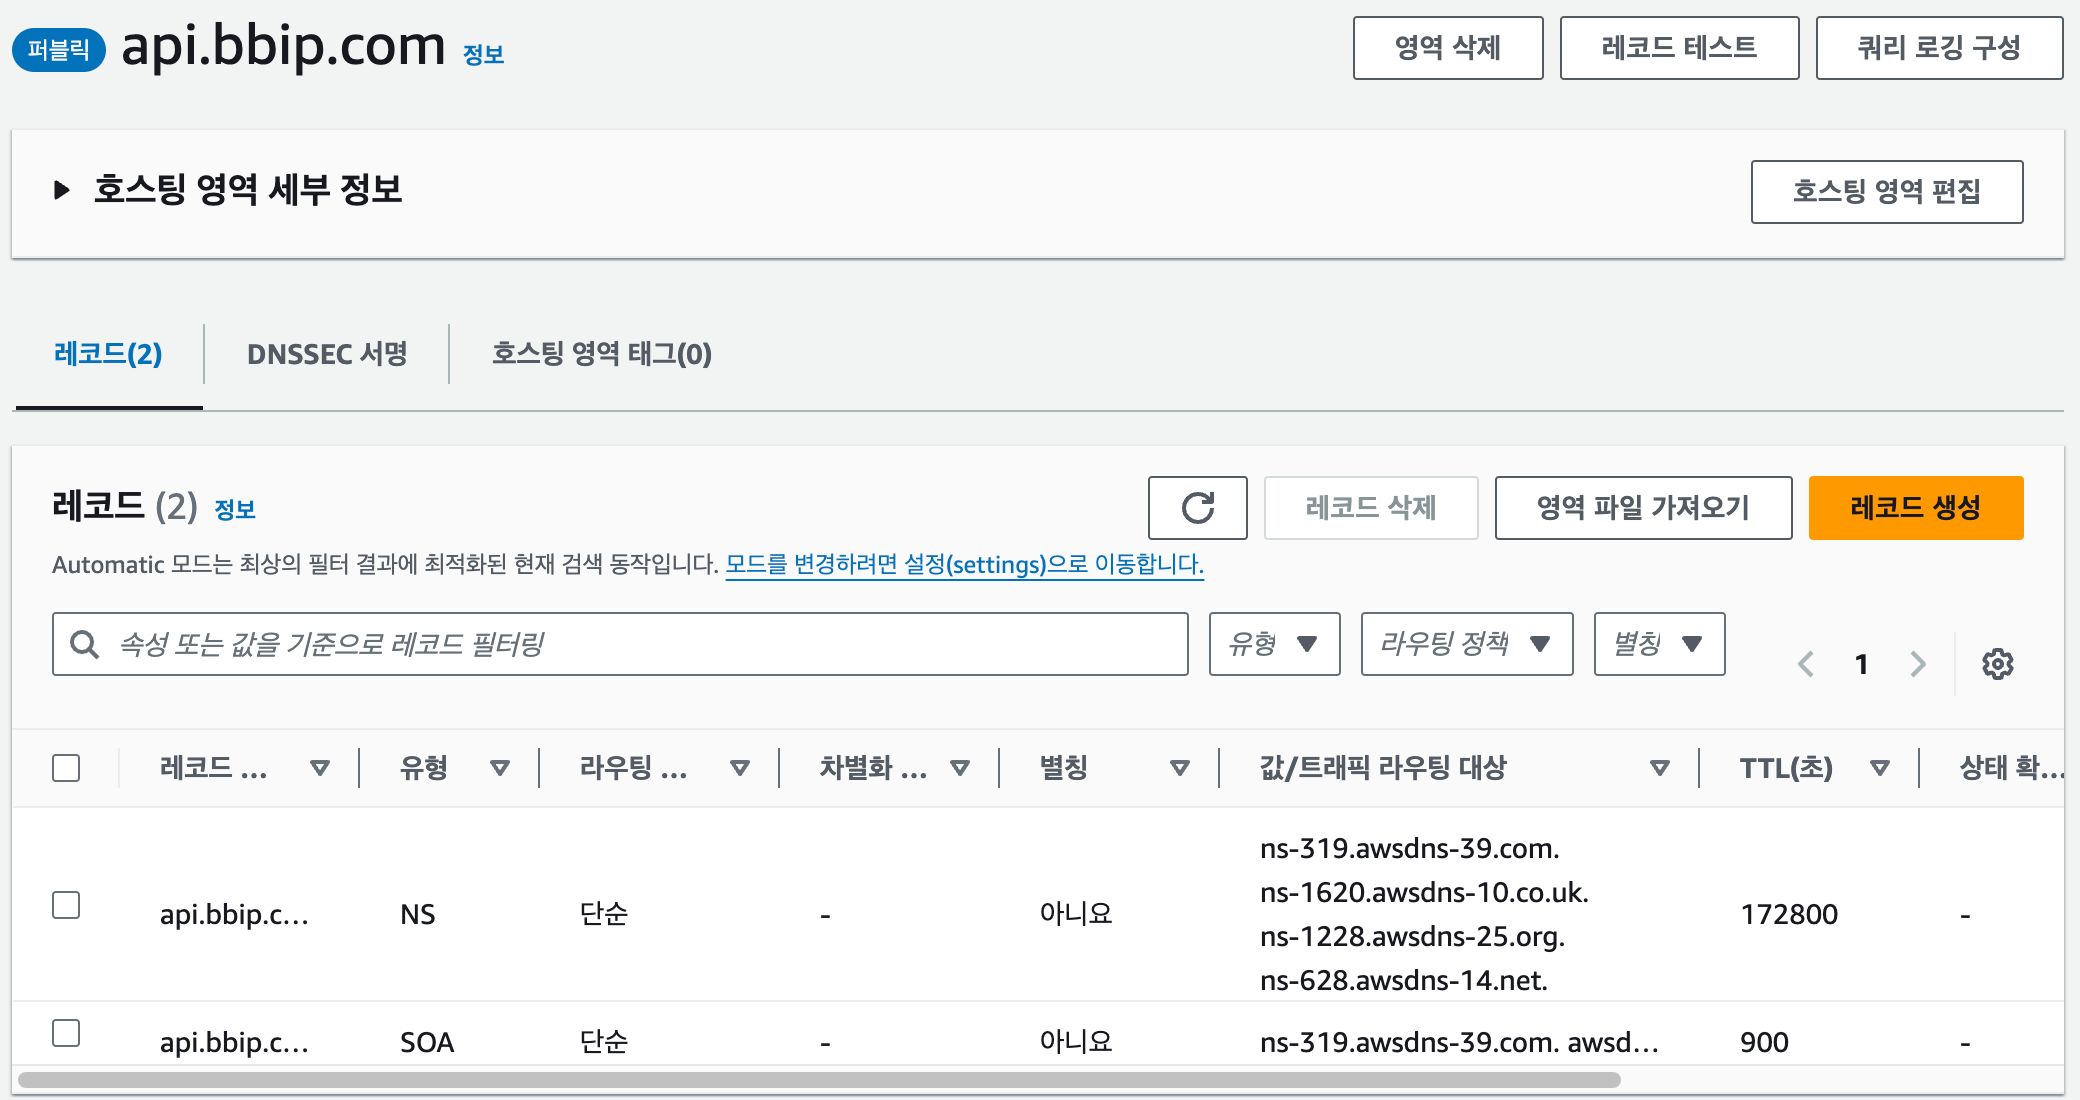 퍼블릭 api.bbip.com 정보 영역 삭제 레코드 테스트 쿼리 로깅 구성
호스팅 영역 세부 정보 호스팅 영역 편집
레코드(2) DNSSEC 서명 호스팅 영역 태그(0)
레코드 (2) 정보 레코드 삭제 영역 파일 가져오기 레코드 생성
Automatic 모드는 최상의 필터 결과에 최적화된 현재 검색 동작입니다. 모드를 변경하려면 설정(settings)으로 이동합니다.
속성 또는 값을 기준으로 레코드 필터링 유형 라우팅 정책 별칭 1
레코드 ... 유형 라우팅 ... 차별화 ... 별칭 값/트래픽 라우팅 대상 TTL(초) 상태 확...
api.bbip.c... NS 단순 - 아니요 ns-319.awsdns-39.com. 172800 -
ns-1620.awsdns-10.co.uk.
ns-1228.awsdns-25.org.
ns-628.awsdns-14.net.
api.bbip.c... SOA 단순 - 아니요 ns-319.awsdns-39.com. awsd... 900 -